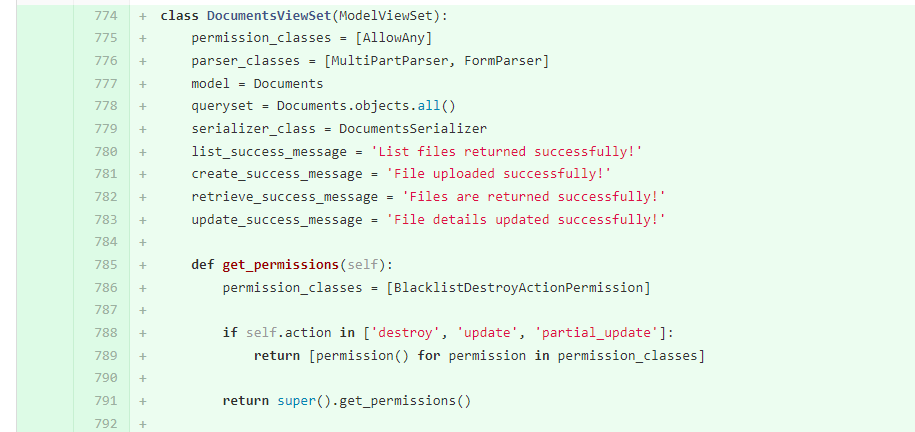 774 + class DocumentsViewSet(ModelViewSet):
775 +     permission_classes = [AllowAny]
776 +     parser_classes = [MultiPartParser, FormParser]
777 +     model = Documents
778 +     queryset = Documents.objects.all()
779 +     serializer_class = DocumentsSerializer
780 +     list_success_message = 'List files returned successfully!'
781 +     create_success_message = 'File uploaded successfully!'
782 +     retrieve_success_message = 'Files are returned successfully!'
783 +     update_success_message = 'File details updated successfully!'
784 +
785 +     def get_permissions(self):
786 +         permission_classes = [BlacklistDestroyActionPermission]
787 +
788 +         if self.action in ['destroy', 'update', 'partial_update']:
789 +             return [permission() for permission in permission_classes]
790 +
791 +         return super().get_permissions()
792 +